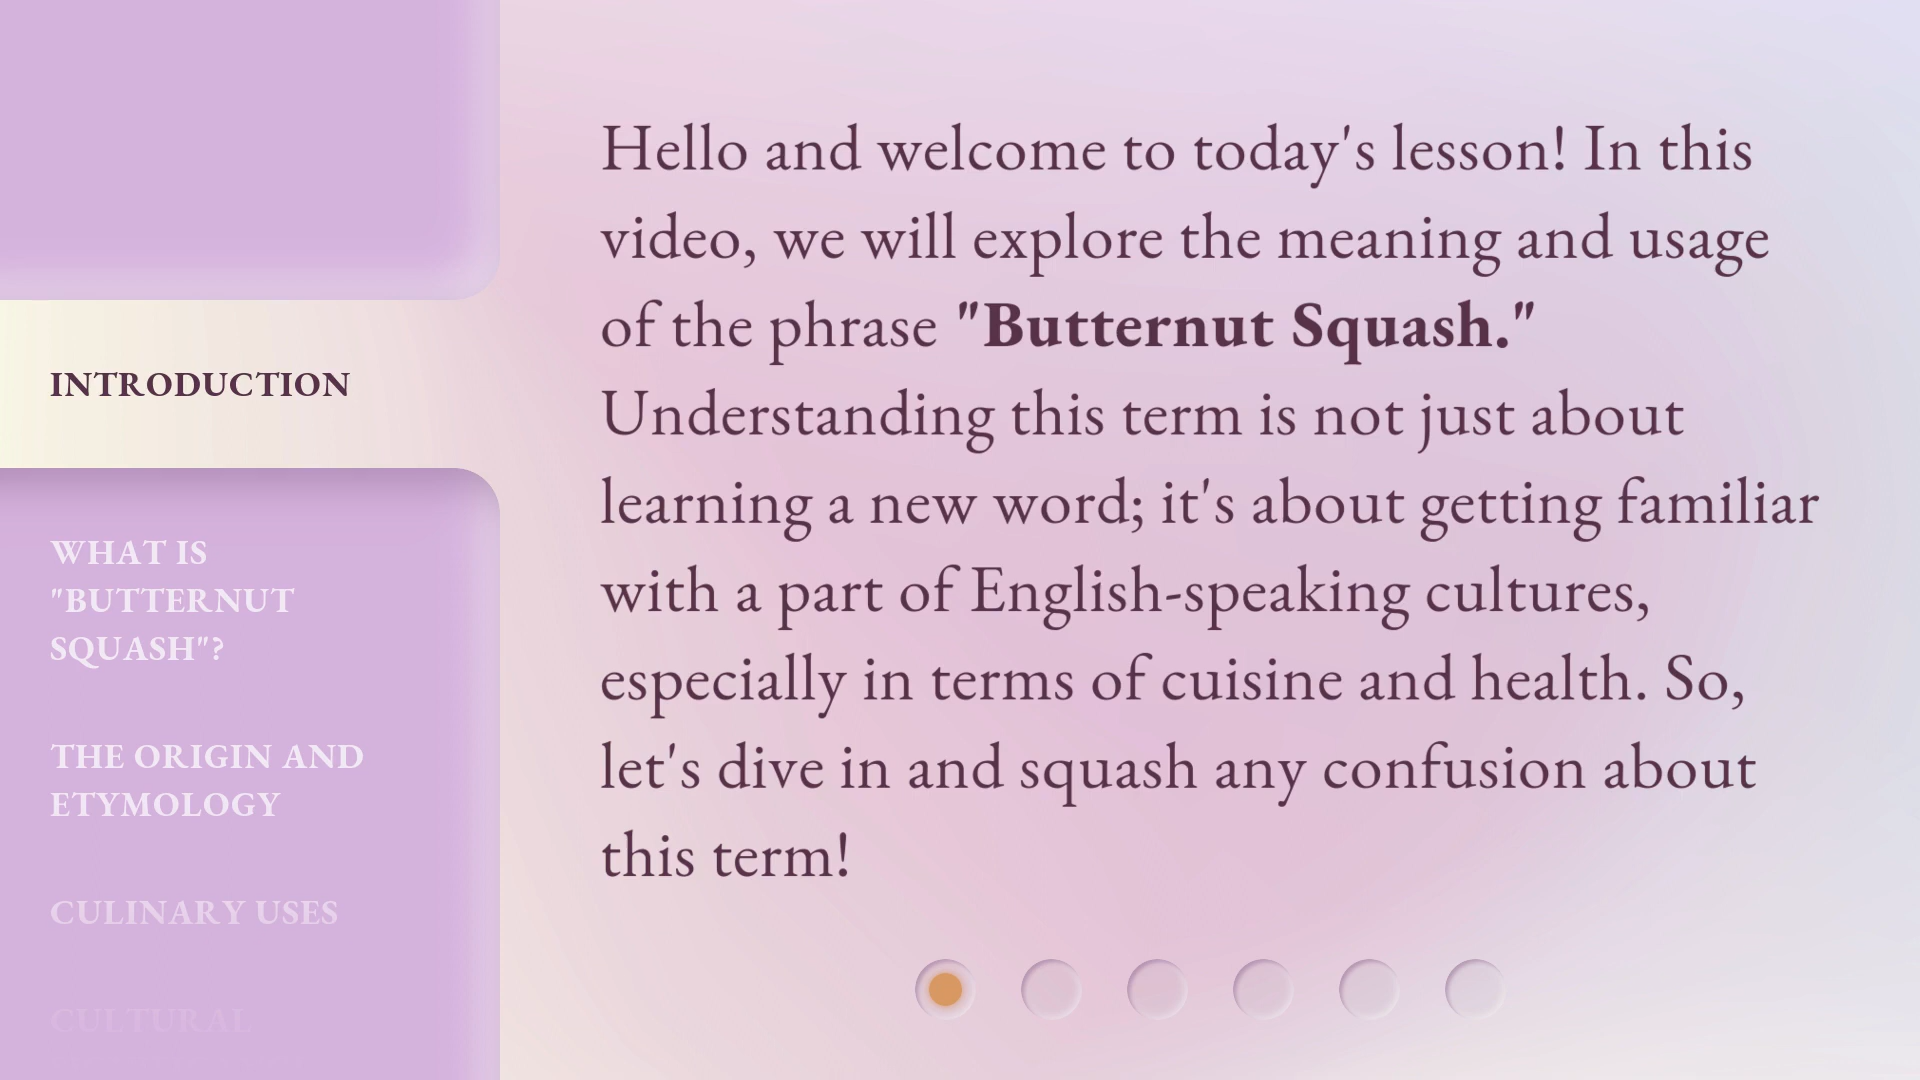 INTRODUCTION
WHAT IS
"BUTTERNUT
SQUASH"?
THE ORIGIN AND
ETYMOLOGY
CULINARY USES
CULTURAL
Hello and welcome to today's lesson! In this
video, we will explore the meaning and usage
of the phrase "Butternut Squash."
Understanding this term is not just about
learning a new word; it's about getting familiar
with a part of English-speaking cultures,
especially in terms of cuisine and health. So,
let's dive in and squash any confusion about
this term!